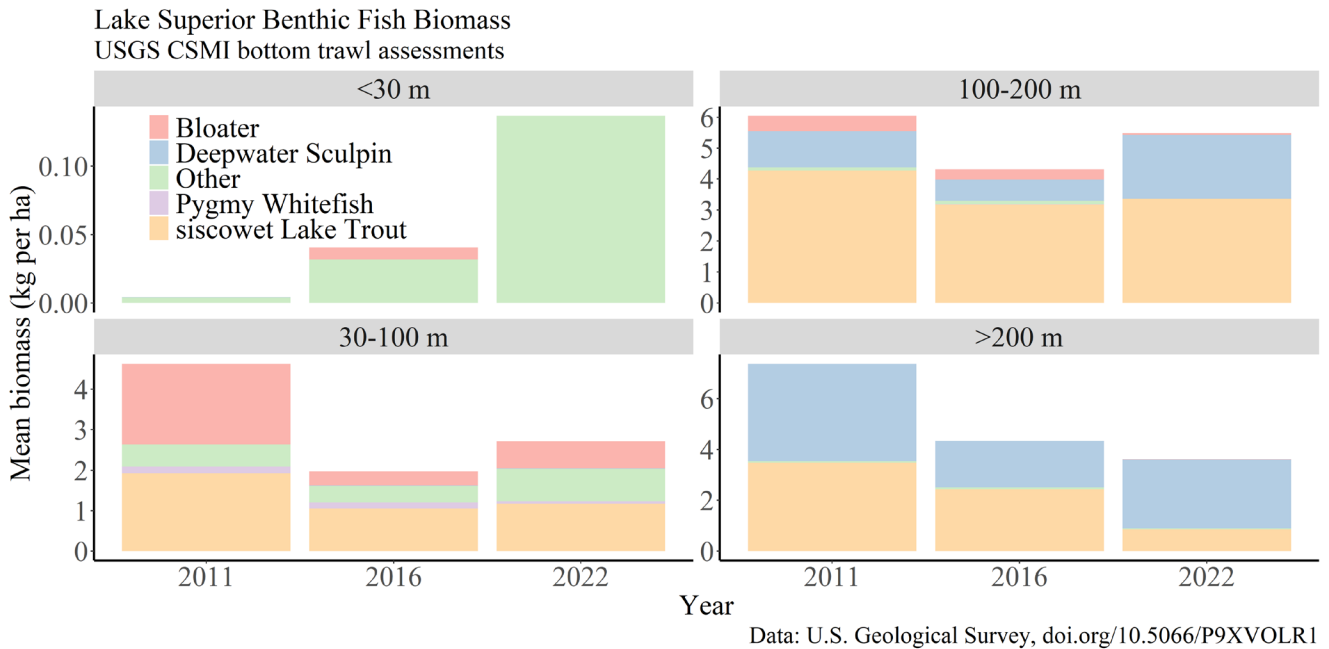 Lake Superior Benthic Fish Biomass
USGS CSMI bottom trawl assessments
<30 m
Bloater
Deepwater Sculpin
Other
Pygmy Whitefish
siscowet Lake Trout
0.10
0.05
0.00
100-200 m
6
5
4
3
2
1
0
30-100 m
4
3
2
1
0
>200 m
6
4
2
0
Mean biomass (kg per ha)
2011 2016 2022
2011 2016 2022
Year
Data: U.S. Geological Survey, doi.org/10.5066/P9XVOLR1